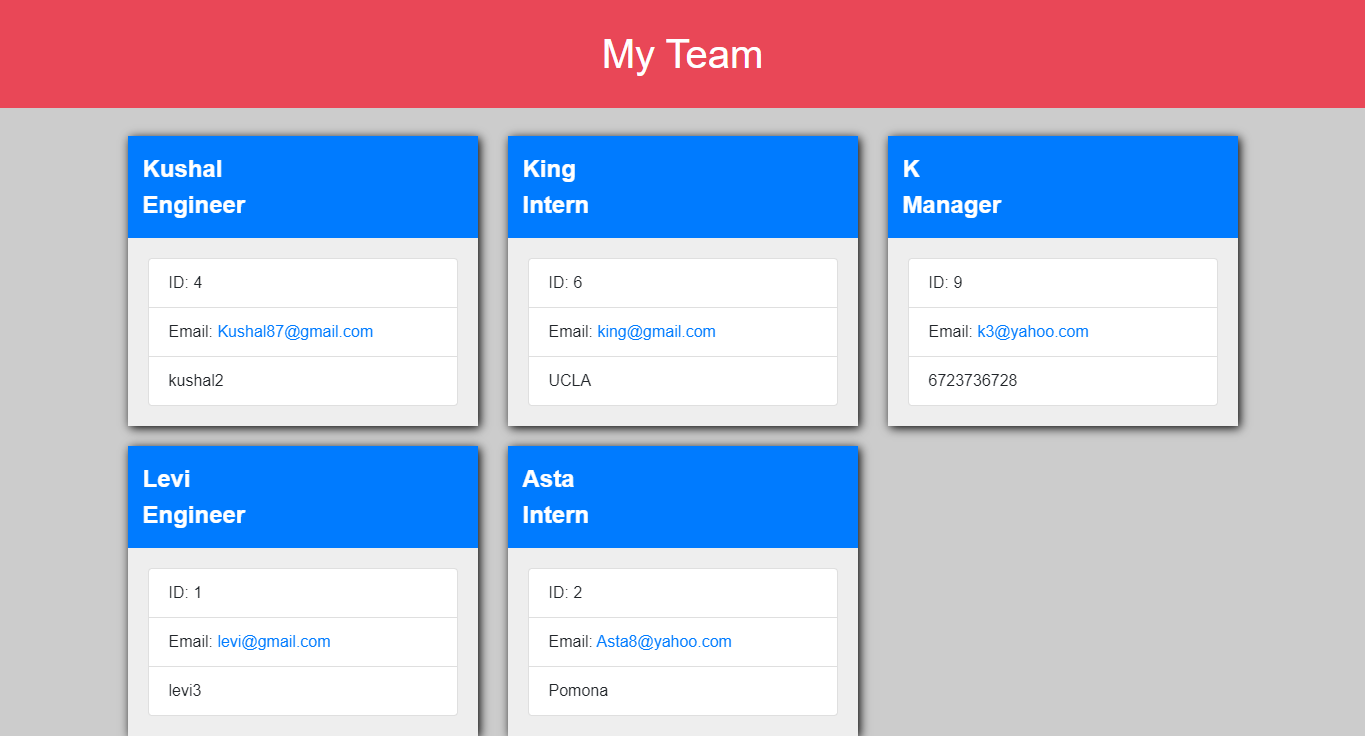 My Team
Kushal
Engineer
ID: 4
Email: Kushal87@gmail.com
kushal2
King
Intern
ID: 6
Email: king@gmail.com
UCLA
K
Manager
ID: 9
Email: k3@yahoo.com
6723736728
Levi
Engineer
ID: 1
Email: levi@gmail.com
levi3
Asta
Intern
ID: 2
Email: Asta8@yahoo.com
Pomona